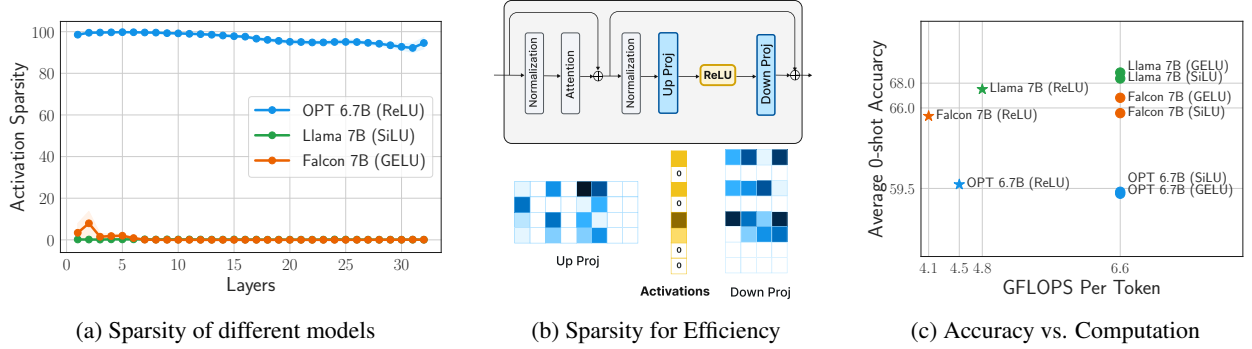 100
80
60
40
20
0
Activation Sparsity
OPT 6.7B (ReLU)
Llama 7B (SiLU)
Falcon 7B (GELU)
0
5
10
15
20
25
30
Layers
(a) Sparsity of different models
Normalization
Attention
Normalization
Up Proj
ReLU
Down Proj
0
0
0
0
Up Proj
Activations
Down Proj
(b) Sparsity for Efficiency
Average 0-shot Accuarcy
68.0
66.0
59.5
Llama 7B (GELU)
Llama 7B (SiLU)
Llama 7B (ReLU)
Falcon 7B (GELU)
Falcon 7B (ReLU)
Falcon 7B (SiLU)
OPT 6.7B (SiLU)
OPT 6.7B (ReLU)
OPT 6.7B (GELU)
4.1
4.5
4.8
6.6
GFLOPS Per Token
(c) Accuracy vs. Computation